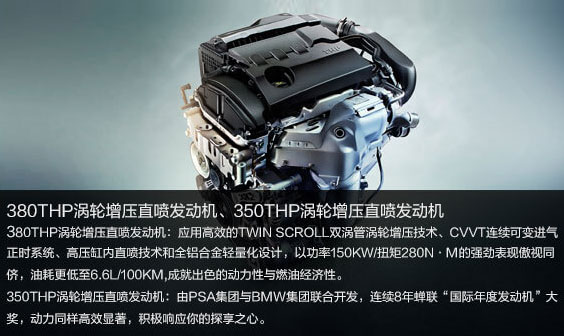 THP
380THP涡轮增压直喷发动机、350THP涡轮增压直喷发动机
380THP涡轮增压直喷发动机：应用高效的TWIN SCROLL双涡管涡轮增压技术、CVVT连续可变进气
正时系统、高压缸内直喷技术和全铝合金轻量化设计，以功率150KW/扭矩280N·M的强劲表现傲视同
侪，油耗更低至6.6L/100KM,成就出色的动力性与燃油经济性。
350THP涡轮增压直喷发动机：由PSA集团与BMW集团联合开发，连续8年蝉联“国际年度发动机”大
奖，动力同样高效显著，积极响应你的探享之心。